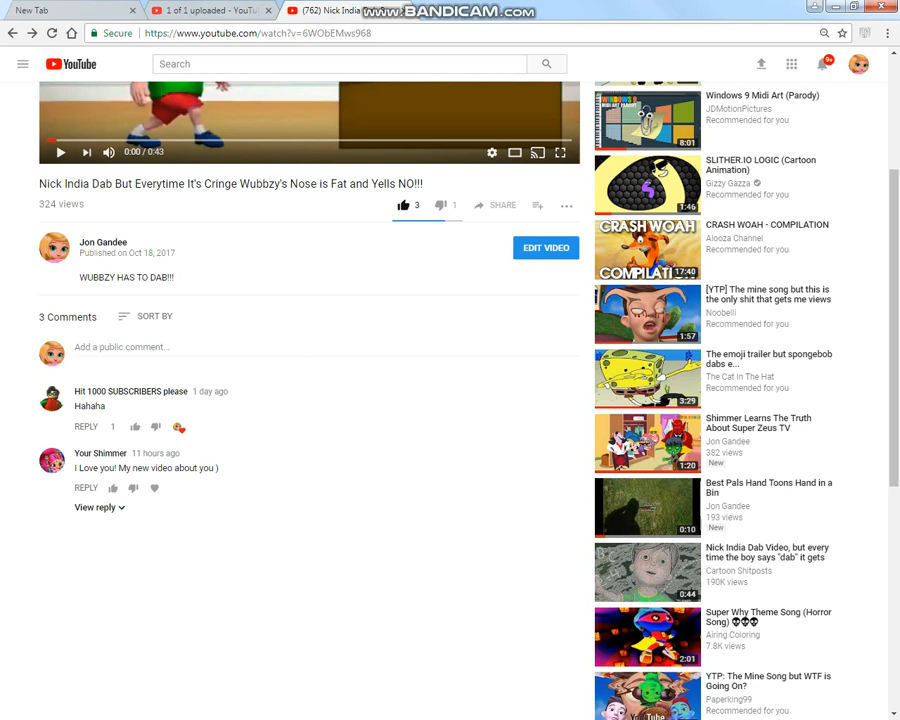 New Tab
1 of 1 uploaded - YouTu
(762) Nick India Da
www.BANDICAM.com
Secure
https://www.youtube.com/watch?v=6WObEMws968
YouTube
Search
9+
0:00 / 0:43
Nick India Dab But Everytime It's Cringe Wubbzy's Nose is Fat and Yells NO!!!
324 views
3
1
SHARE
Jon Gandee
Published on Oct 18, 2017
EDIT VIDEO
WUBBZY HAS TO DAB!!!
3 Comments
SORT BY
Add a public comment...
Hit 1000 SUBSCRIBERS please 1 day ago
Hahaha
REPLY 1
Your Shimmer 11 hours ago
I Love you! My new video about you )
REPLY
View reply
WINDOWS 9
MIDI ART PARODY
8:01
Windows 9 Midi Art (Parody)
JDMotionPictures
Recommended for you
1:46
SLITHER.IO LOGIC (Cartoon
Animation)
Gizzy Gazza
Recommended for you
CRASH WOAH
COMPILATION
17:40
CRASH WOAH - COMPILATION
Alooza Channel
Recommended for you
1:57
[YTP] The mine song but this is
the only shit that gets me views
Noobelli
Recommended for you
3:29
The emoji trailer but spongebob
dabs e...
The Cat In The Hat
Recommended for you
1:20
Shimmer Learns The Truth
About Super Zeus TV
Jon Gandee
382 views
New
0:10
Best Pals Hand Toons Hand in a
Bin
Jon Gandee
193 views
New
0:44
Nick India Dab Video, but every
time the boy says "dab" it gets
Cartoon Shitposts
190K views
2:01
Super Why Theme Song (Horror
Song) 💀💀💀
Airing Coloring
7.8K views
YouTube
YTP: The Mine Song but WTF is
Going On?
Paperking99
Recommended for you